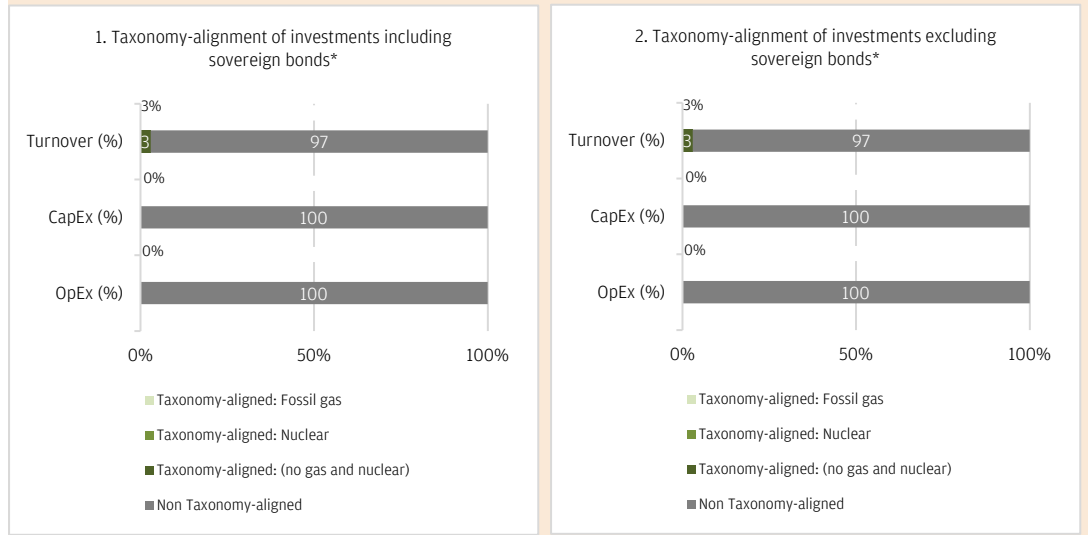 1. Taxonomy-alignment of investments including
sovereign bonds*
3%
Turnover (%)
3
97
0%
CapEx (%)
100
0%
OpEx (%)
100
0%
50%
100%
Taxonomy-aligned: Fossil gas
Taxonomy-aligned: Nuclear
Taxonomy-aligned: (no gas and nuclear)
Non Taxonomy-aligned
2. Taxonomy-alignment of investments excluding
sovereign bonds*
3%
Turnover (%)
3
97
0%
CapEx (%)
100
0%
OpEx (%)
100
0%
50%
100%
Taxonomy-aligned: Fossil gas
Taxonomy-aligned: Nuclear
Taxonomy-aligned: (no gas and nuclear)
Non Taxonomy-aligned